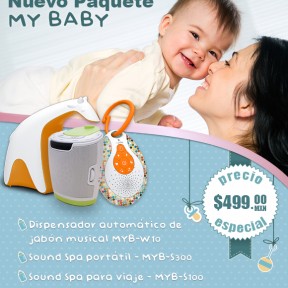 Nuevo Paquete
MY BABY
precio
$499.00
MXN
especial
Dispensador automático de
jabón musical MYB-W10
Sound Spa portátil - MYB-S300
Sound Spa para viaje - MYB-S100